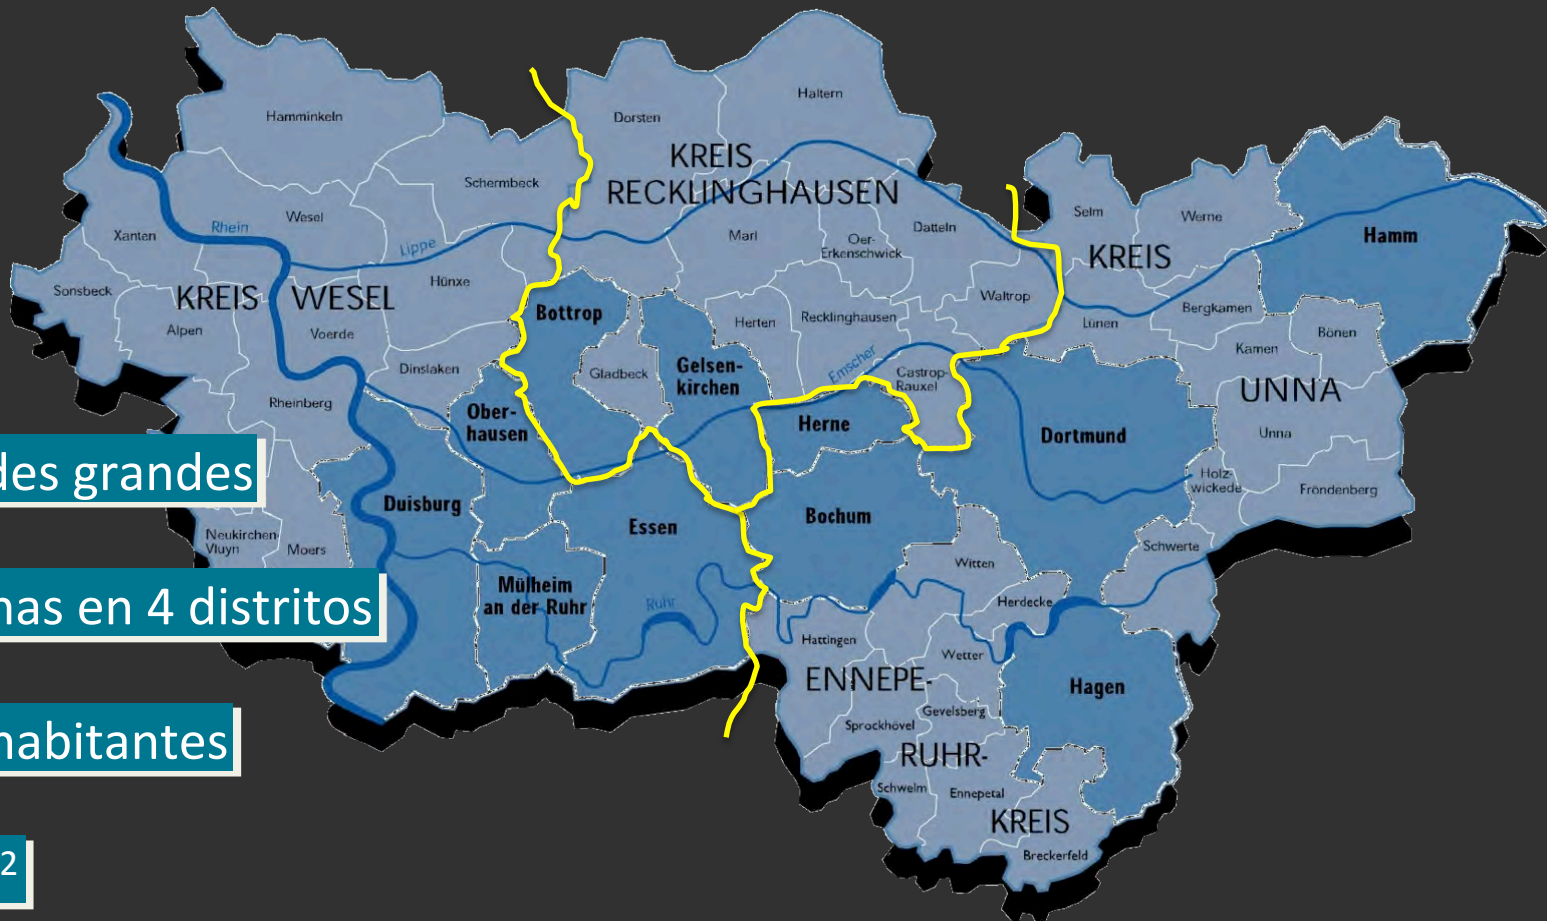 Haltern
Dorsten
Hamminkeln
KREIS
RECKLINGHAUSEN
Schermbeck
Selm
Werne
Wesel
Rhein
Xanten
Lippe
Marl
Oer-
Erkenschwick
Datteln
KREIS
Hamm
Sonsbeck
KREIS WESEL
Hünxe
Waltrop
Bottrop
Herten
Recklinghausen
Lünen
Bergkamen
Alpen
Voerde
Bönen
Kamen
Dinslaken
Gladbeck
Gelsen-
kirchen
Emscher
Castrop-
Rauxel
UNNA
Rheinberg
Ober-
hausen
Herne
Dortmund
Unna
des grandes
Duisburg
Essen
Bochum
Holz-
wickede
Fröndenberg
Neukirchen-
Vluyn
Moers
Schwerte
Witten
Mülheim
an der Ruhr
Ruhr
Herdecke
nas en 4 distritos
Hattingen
Wetter
ENNEPE-
Hagen
Gevelsberg
Sprockhövel
habitantes
RUHR-
Schwelm
Ennepetal
KREIS
Breckerfeld
2